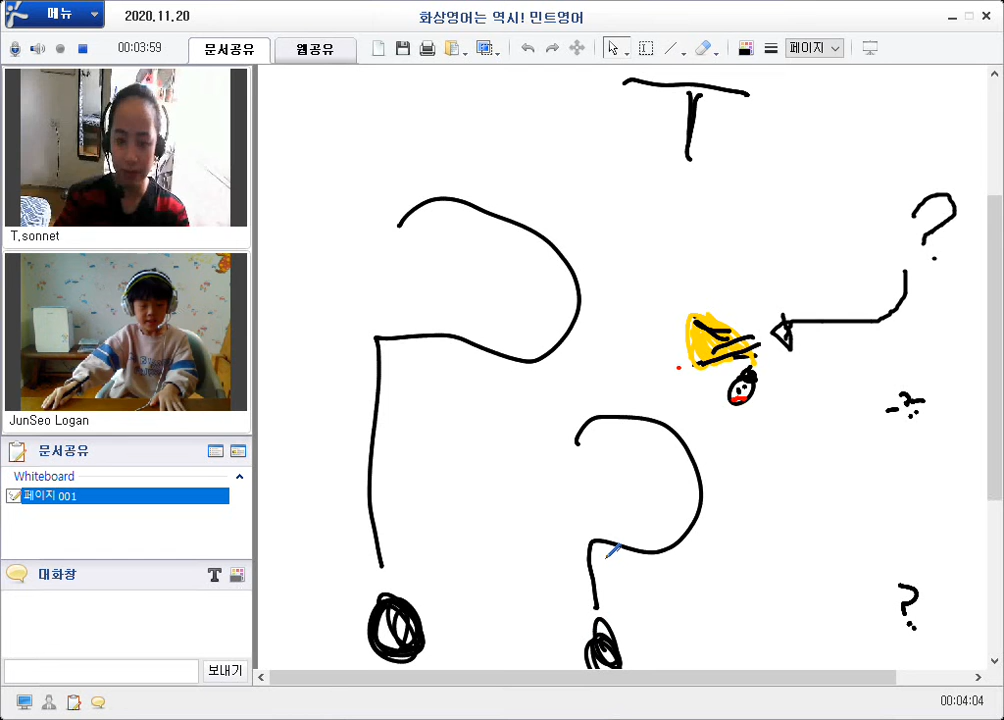 메뉴
2020.11.20
화상영어는 역시! 민트영어
00:03:59
문서공유
웹공유
페이지
T.sonnet
JunSeo Logan
문서공유
Whiteboard
페이지 001
대화창
T
보내기
T
?
?
?
?
?
00:04:04